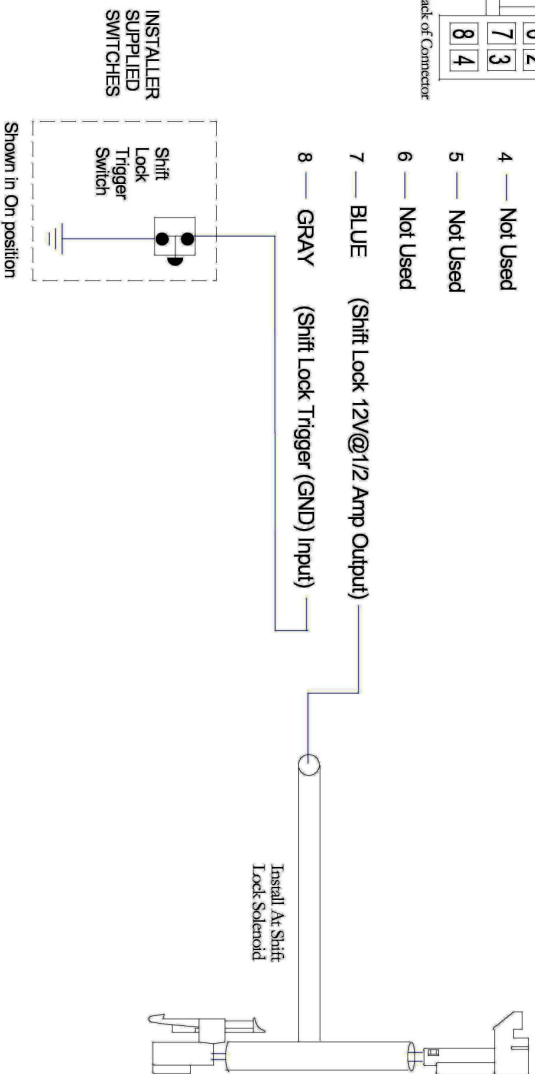 7 3
8 4
ack of Connector
4 — Not Used
5 — Not Used
6 — Not Used
7 — BLUE (Shift Lock 12V@1/2 Amp Output)
8 — GRAY (Shift Lock Trigger (GND) Input)
INSTALLER
SUPPLIED
SWITCHES
Shift
Lock
Trigger
Switch
Shown in On position
Install At Shift
Lock Solenoid